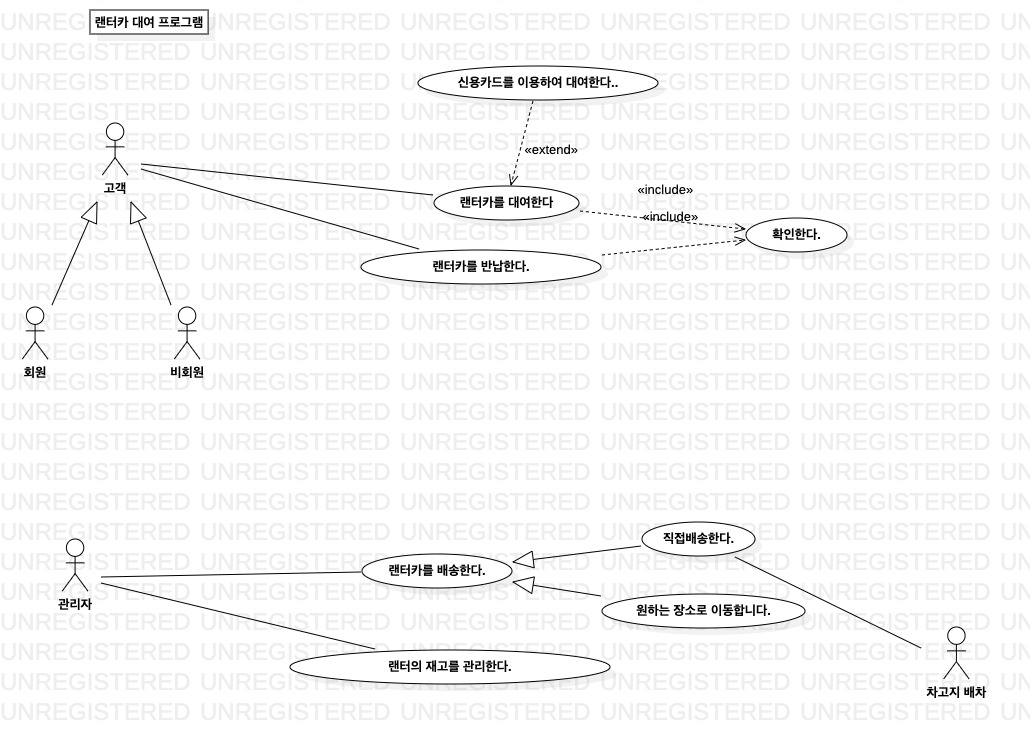 랜터카 대여 프로그램
신용카드를 이용하여 대여한다..
«extend»
고객
랜터카를 대여한다
«include»
«include»
확인한다.
랜터카를 반납한다.
회원
비회원
직접배송한다.
랜터카를 배송한다.
관리자
원하는 장소로 이동합니다.
랜터의 재고를 관리한다.
차고지 배차
UNREGISTERED